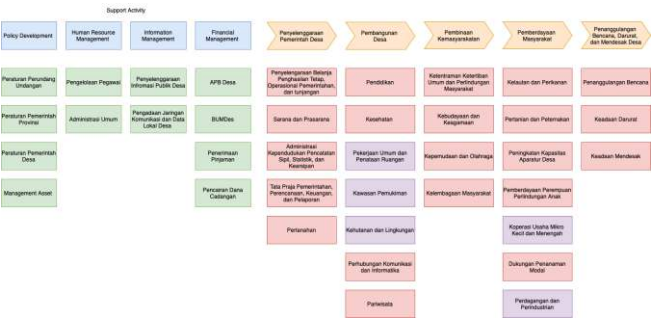 Support Activity
Policy Development
Human Resource
Management
Information
Management
Financial
Management
Penyelenggaraan
Pemerintah Desa
Pembangunan
Desa
Pembinaan
Kemasyarakatan
Pemberdayaan
Masyarakat
Penanggulangan
Bencana, Darurat,
dan Mendesak Desa
Peraturan Perundang
Undangan
Pengelolaan Pegawai
Penyelenggaraan
Informasi Publik Desa
APB Desa
Penyelengaraan Belanja
Penghasilan Tetap,
Operasional Pemerintahan,
dan tunjangan
Pendidikan
Ketentraman Ketertiban
Umum dan Perlindungan
Masyarakat
Kelautan dan Perikanan
Penanggulangan Bencana
Peraturan Pemerintah
Provinsi
Administrasi Umum
Pengadaan Jaringan
Komunikasi dan Data
Lokal Desa
BUMDes
Sarana dan Prasarana
Kesehatan
Kebudayaan dan
Keagamaan
Pertanian dan Peternakan
Keadaan Darurat
Peraturan Pemerintah
Desa
Penerimaan
Pinjaman
Administrasi
Kependudukan Pencatatan
Sipil, Statistik, dan
Kearsipan
Pekerjaan Umum dan
Penataan Ruangan
Kepemudaan dan Olahraga
Peningkatan Kapasitas
Aparatur Desa
Keadaan Mendesak
Management Asset
Pencairan Dana
Cadangan
Tata Praja Pemerintahan,
Perencanaan, Keuangan,
dan Pelaporan
Kawasan Pemukiman
Kelembagaan Masyarakat
Pemberdayaan Perempuan
Perlindungan Anak
Pertanahan
Kehutanan dan Lingkungan
Koperasi Usaha Mikro
Kecil dan Menengah
Perhubungan Komunikasi
dan Informatika
Dukungan Penanaman
Modal
Pariwisata
Perdagangan dan
Perindustrian